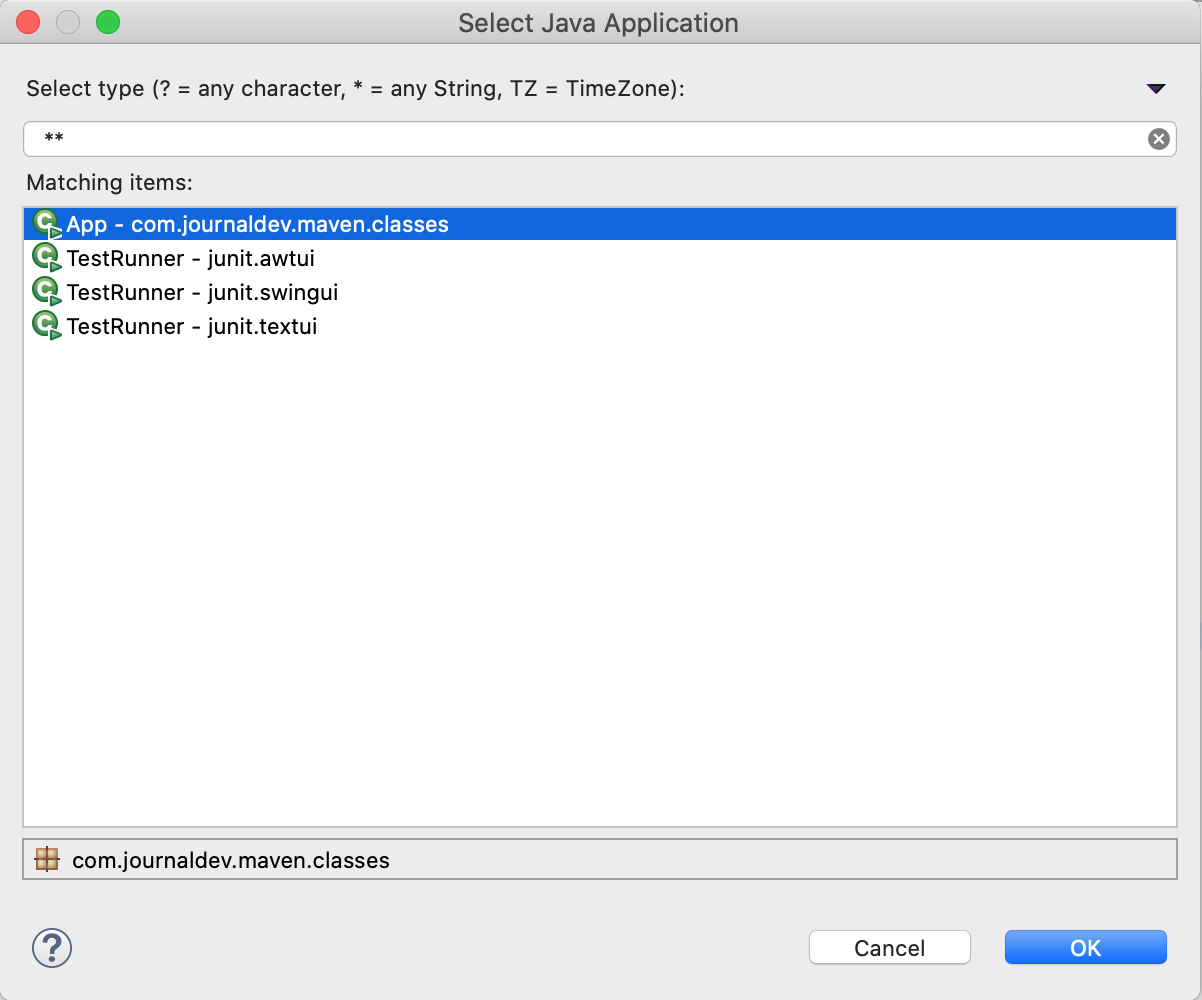 Select Java Application
Select type (? = any character, * = any String, TZ = TimeZone):
**
Matching items:
App - com.journaldev.maven.classes
TestRunner - junit.awtui
TestRunner - junit.swingui
TestRunner - junit.textui
com.journaldev.maven.classes
Cancel OK